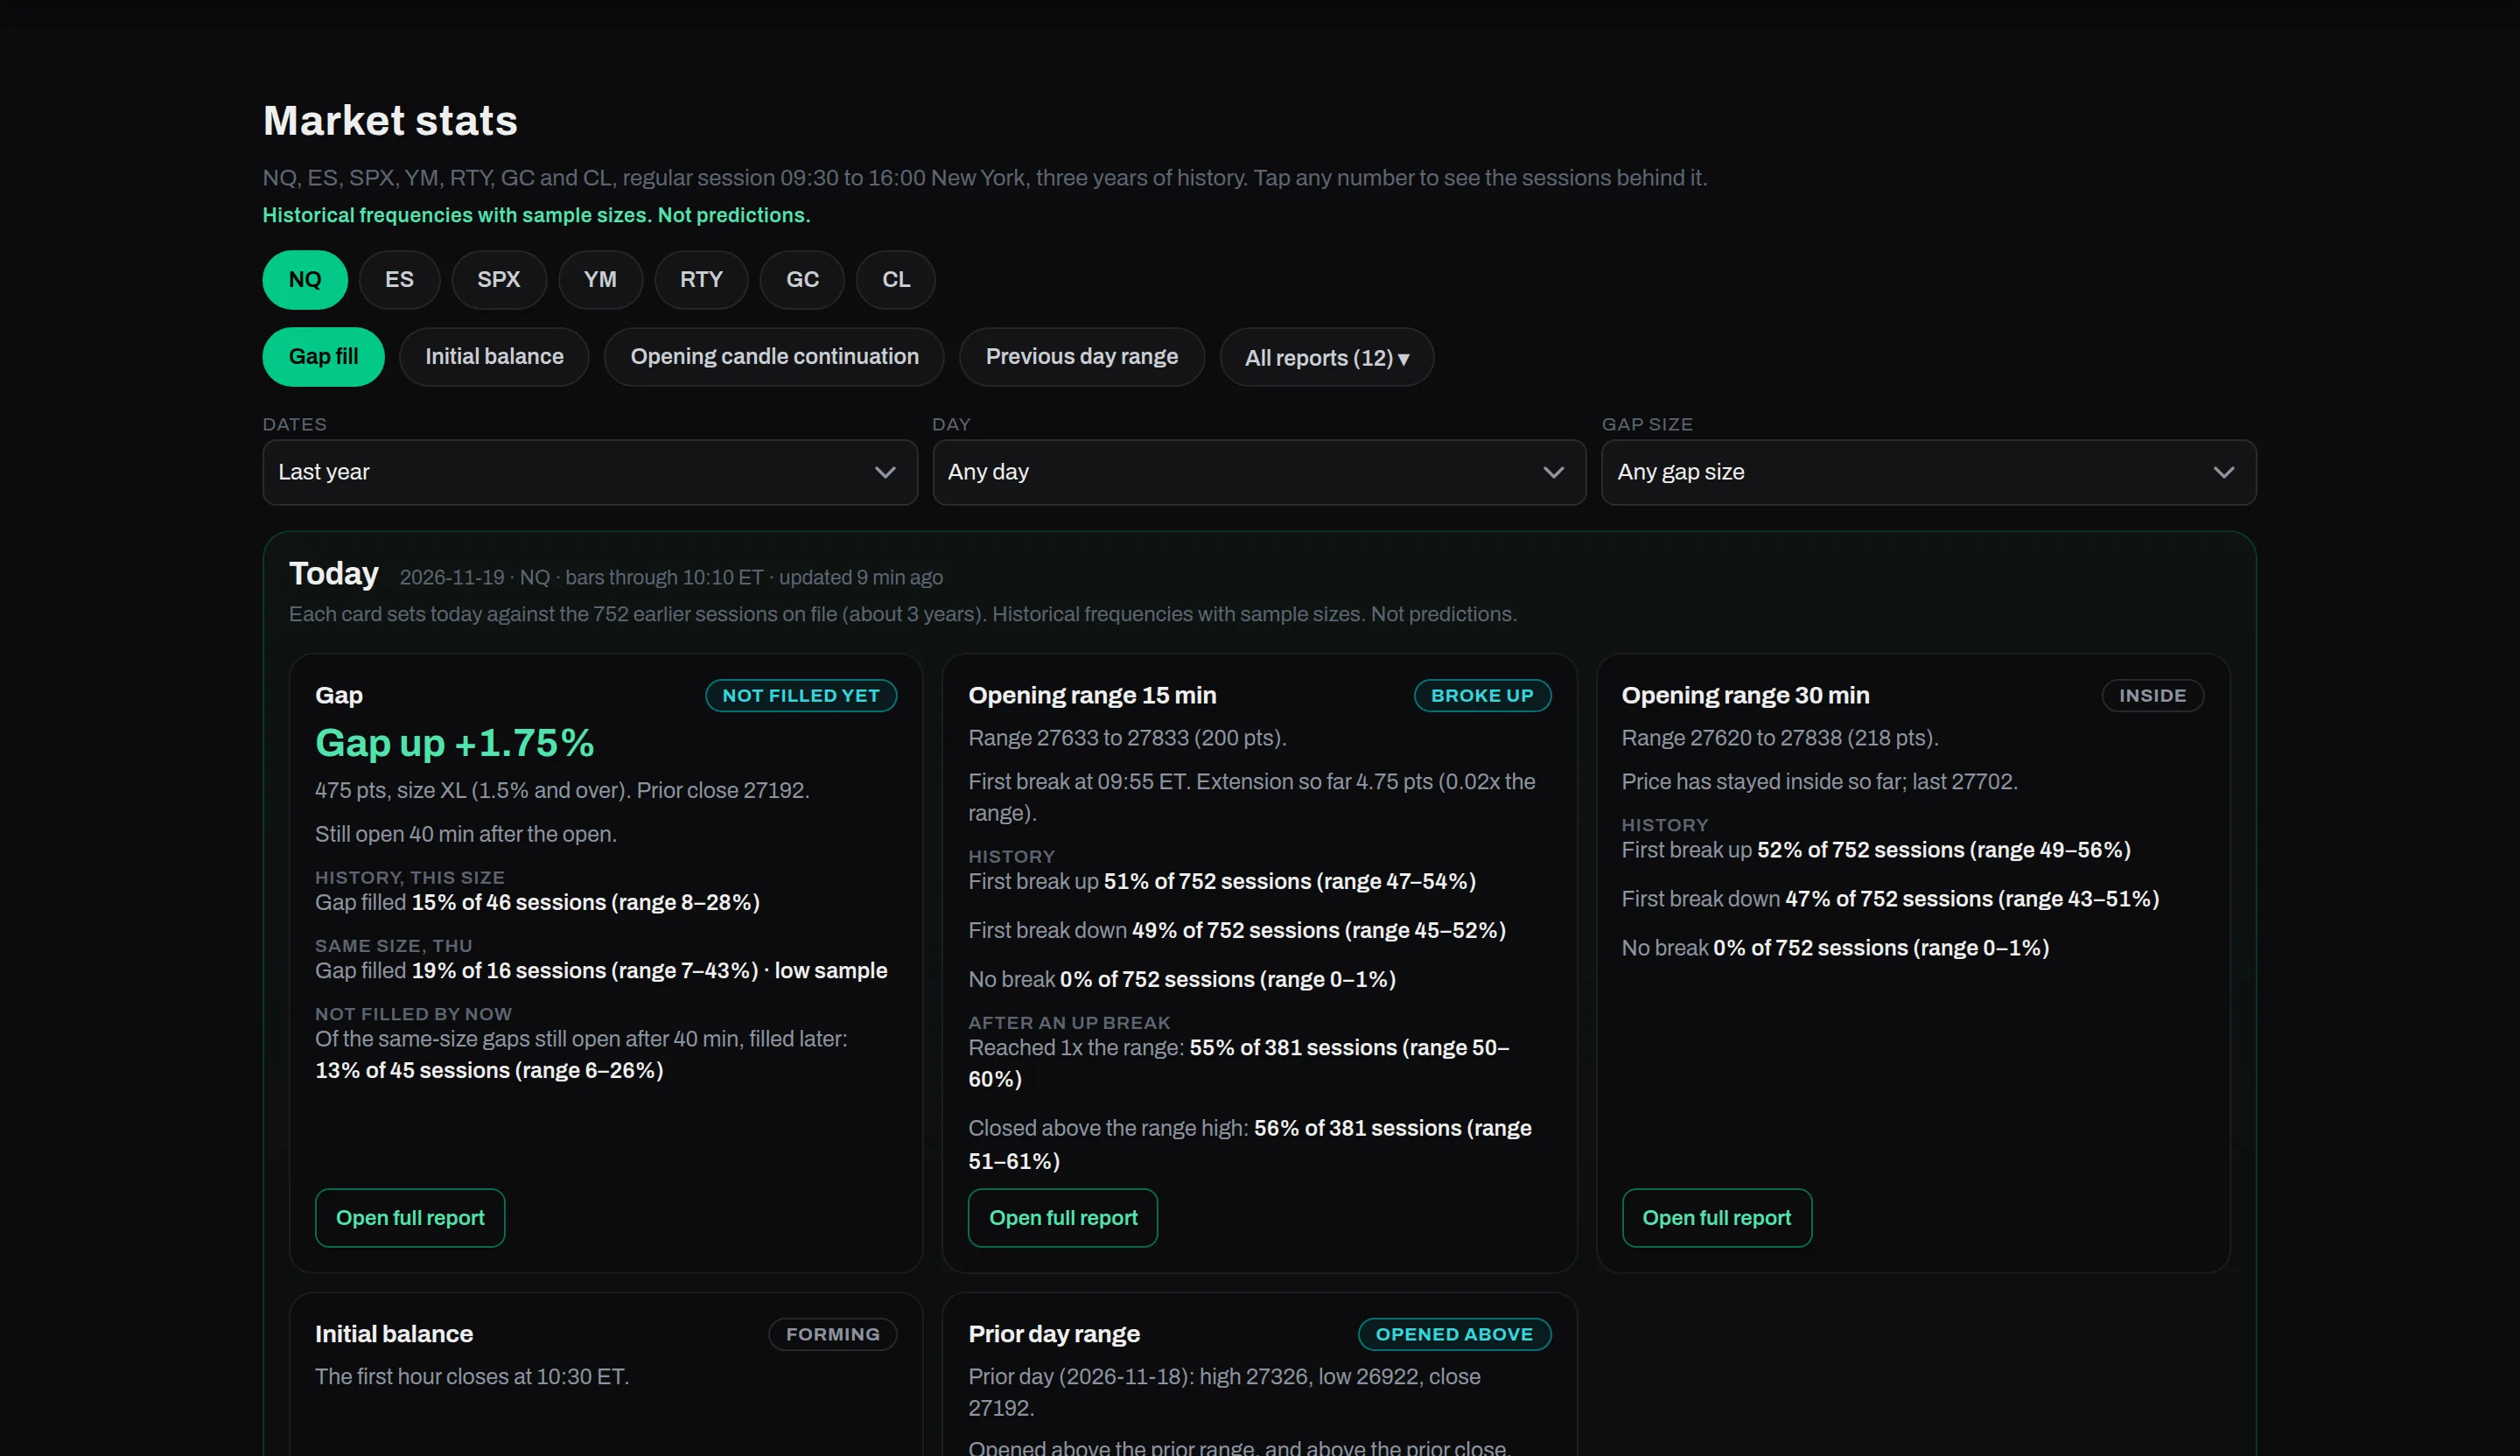 Market stats
NQ, ES, SPX, YM, RTY, GC and CL, regular session 09:30 to 16:00 New York, three years of history. Tap any number to see the sessions behind it.
Historical frequencies with sample sizes. Not predictions.
NQ ES SPX YM RTY GC CL
Gap fill Initial balance Opening candle continuation Previous day range All reports (12) ▾
DATES DAY GAP SIZE
Last year Any day Any gap size
Today 2026-11-19 · NQ · bars through 10:10 ET · updated 9 min ago
Each card sets today against the 752 earlier sessions on file (about 3 years). Historical frequencies with sample sizes. Not predictions.
Gap NOT FILLED YET
Gap up +1.75%
475 pts, size XL (1.5% and over). Prior close 27192.
Still open 40 min after the open.
HISTORY, THIS SIZE
Gap filled 15% of 46 sessions (range 8–28%)
SAME SIZE, THU
Gap filled 19% of 16 sessions (range 7–43%) · low sample
NOT FILLED BY NOW
Of the same-size gaps still open after 40 min, filled later:
13% of 45 sessions (range 6–26%)
Open full report
Opening range 15 min BROKE UP
Range 27633 to 27833 (200 pts).
First break at 09:55 ET. Extension so far 4.75 pts (0.02x the
range).
HISTORY
First break up 51% of 752 sessions (range 47–54%)
First break down 49% of 752 sessions (range 45–52%)
No break 0% of 752 sessions (range 0–1%)
AFTER AN UP BREAK
Reached 1x the range: 55% of 381 sessions (range 50–
60%)
Closed above the range high: 56% of 381 sessions (range
51–61%)
Open full report
Opening range 30 min INSIDE
Range 27620 to 27838 (218 pts).
Price has stayed inside so far; last 27702.
HISTORY
First break up 52% of 752 sessions (range 49–56%)
First break down 47% of 752 sessions (range 43–51%)
No break 0% of 752 sessions (range 0–1%)
Open full report
Initial balance FORMING
The first hour closes at 10:30 ET.
Prior day range OPENED ABOVE
Prior day (2026-11-18): high 27326, low 26922, close
27192.
Opened above the prior range, and above the prior close.